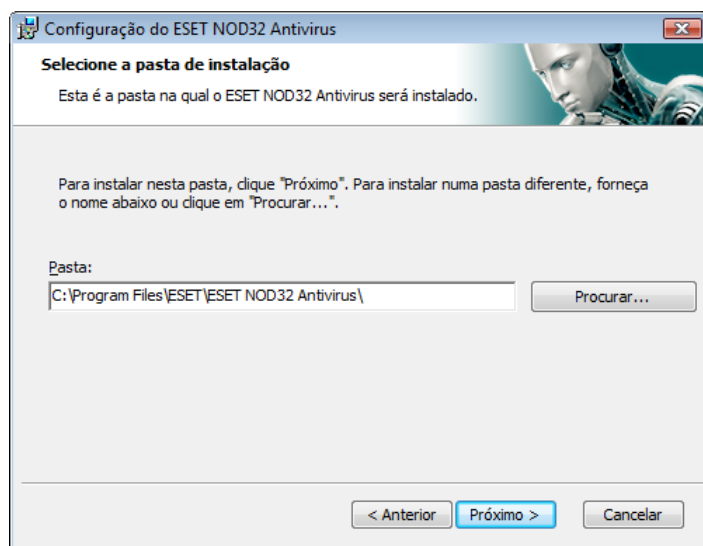 Configuração do ESET NOD32 Antivirus
Selecione a pasta de instalação
Esta é a pasta na qual o ESET NOD32 Antivirus será instalado.
Para instalar nesta pasta, clique "Próximo". Para instalar numa pasta diferente, forneça
o nome abaixo ou clique em "Procurar...".
Pasta:
C:\Program Files\ESET\ESET NOD32 Antivirus\
Procurar...
< Anterior
Próximo >
Cancelar